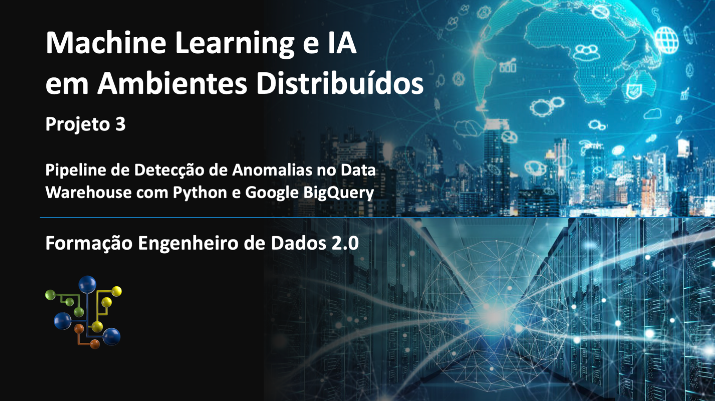 Machine Learning e IA
em Ambientes Distribuídos
Projeto 3
Pipeline de Detecção de Anomalias no Data
Warehouse com Python e Google BigQuery
Formação Engenheiro de Dados 2.0